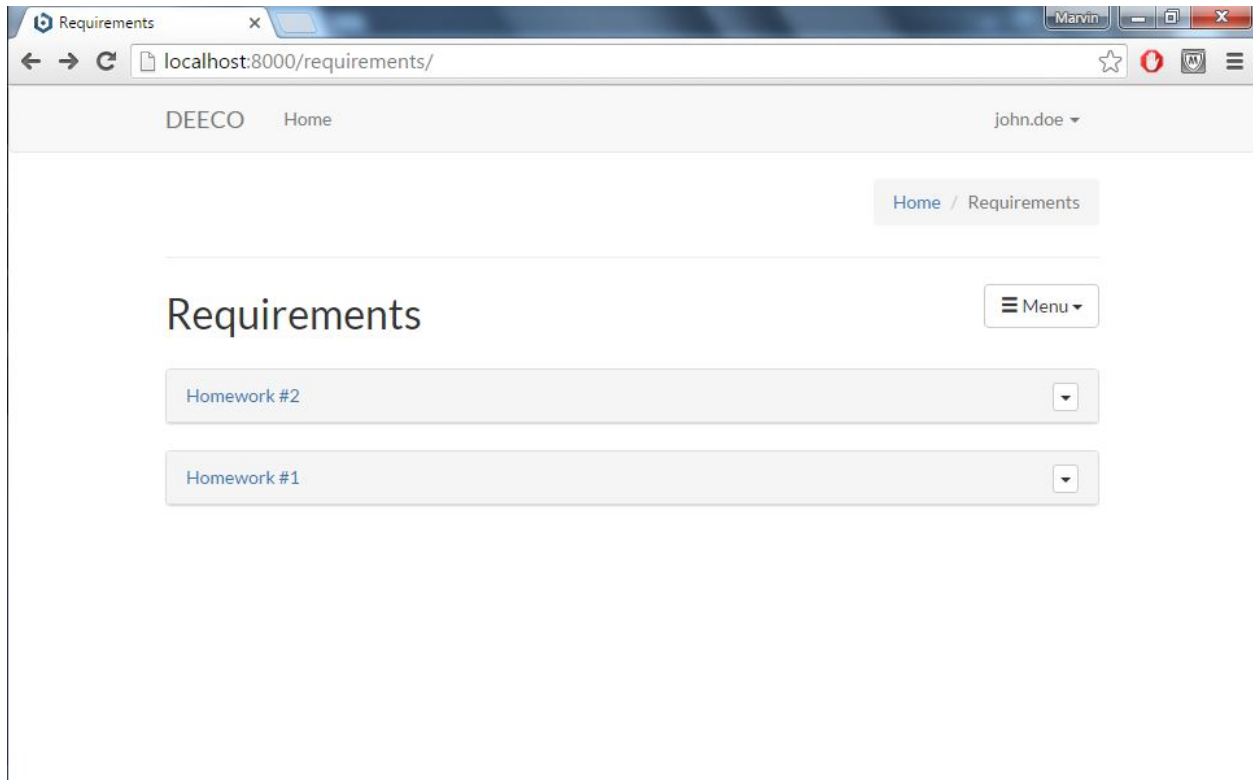 Requirements
Marvin
localhost:8000/requirements/
DEECO Home john.doe
Home / Requirements
Requirements
Menu
Homework #2
Homework #1